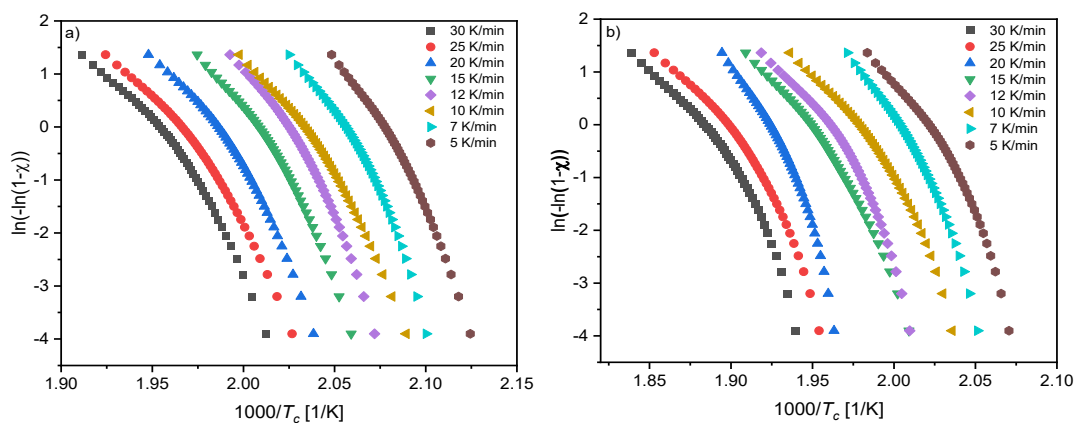 a)
30 K/min
25 K/min
20 K/min
15 K/min
12 K/min
10 K/min
7 K/min
5 K/min
2
1
0
-1
-2
-3
-4
ln(-ln(1-χ))
1.90
1.95
2.00
2.05
2.10
2.15
1000/T_c [1/K]
b)
30 K/min
25 K/min
20 K/min
15 K/min
12 K/min
10 K/min
7 K/min
5 K/min
2
1
0
-1
-2
-3
-4
ln(-ln(1-χ))
1.85
1.90
1.95
2.00
2.05
2.10
1000/T_c [1/K]